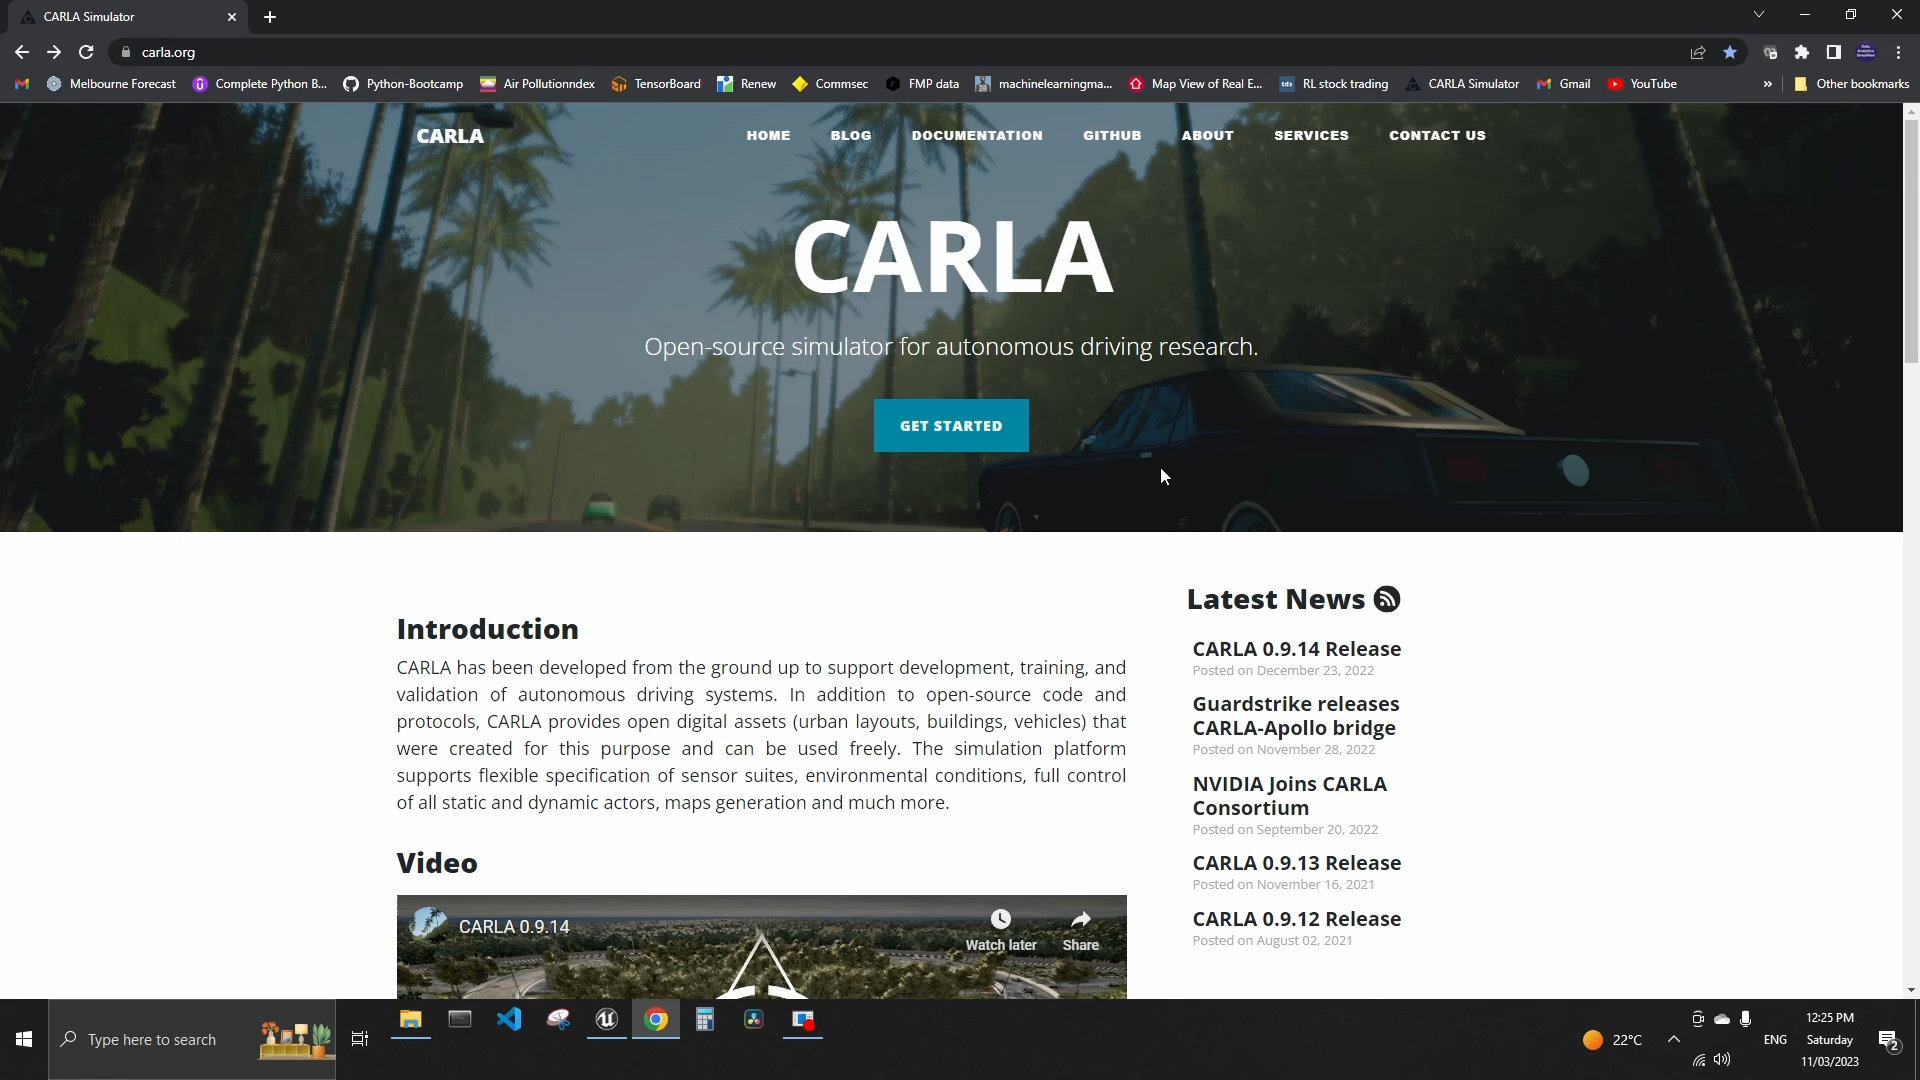 CARLA Simulator
carla.org
Melbourne Forecast
Complete Python B...
Python-Bootcamp
Air Pollutionndex
TensorBoard
Renew
Commsec
FMP data
machinelearningma...
Map View of Real E...
tds
RL stock trading
CARLA Simulator
Gmail
YouTube
»
Other bookmarks
CARLA
HOME
BLOG
DOCUMENTATION
GITHUB
ABOUT
SERVICES
CONTACT US
CARLA
Open-source simulator for autonomous driving research.
GET STARTED
Introduction
CARLA has been developed from the ground up to support development, training, and
validation of autonomous driving systems. In addition to open-source code and
protocols, CARLA provides open digital assets (urban layouts, buildings, vehicles) that
were created for this purpose and can be used freely. The simulation platform
supports flexible specification of sensor suites, environmental conditions, full control
of all static and dynamic actors, maps generation and much more.
Video
CARLA 0.9.14
Watch later
Share
Latest News
CARLA 0.9.14 Release
Posted on December 23, 2022
Guardstrike releases
CARLA-Apollo bridge
Posted on November 28, 2022
NVIDIA Joins CARLA
Consortium
Posted on September 20, 2022
CARLA 0.9.13 Release
Posted on November 16, 2021
CARLA 0.9.12 Release
Posted on August 02, 2021
Type here to search
22°C
ENG
12:25 PM
Saturday
11/03/2023
2